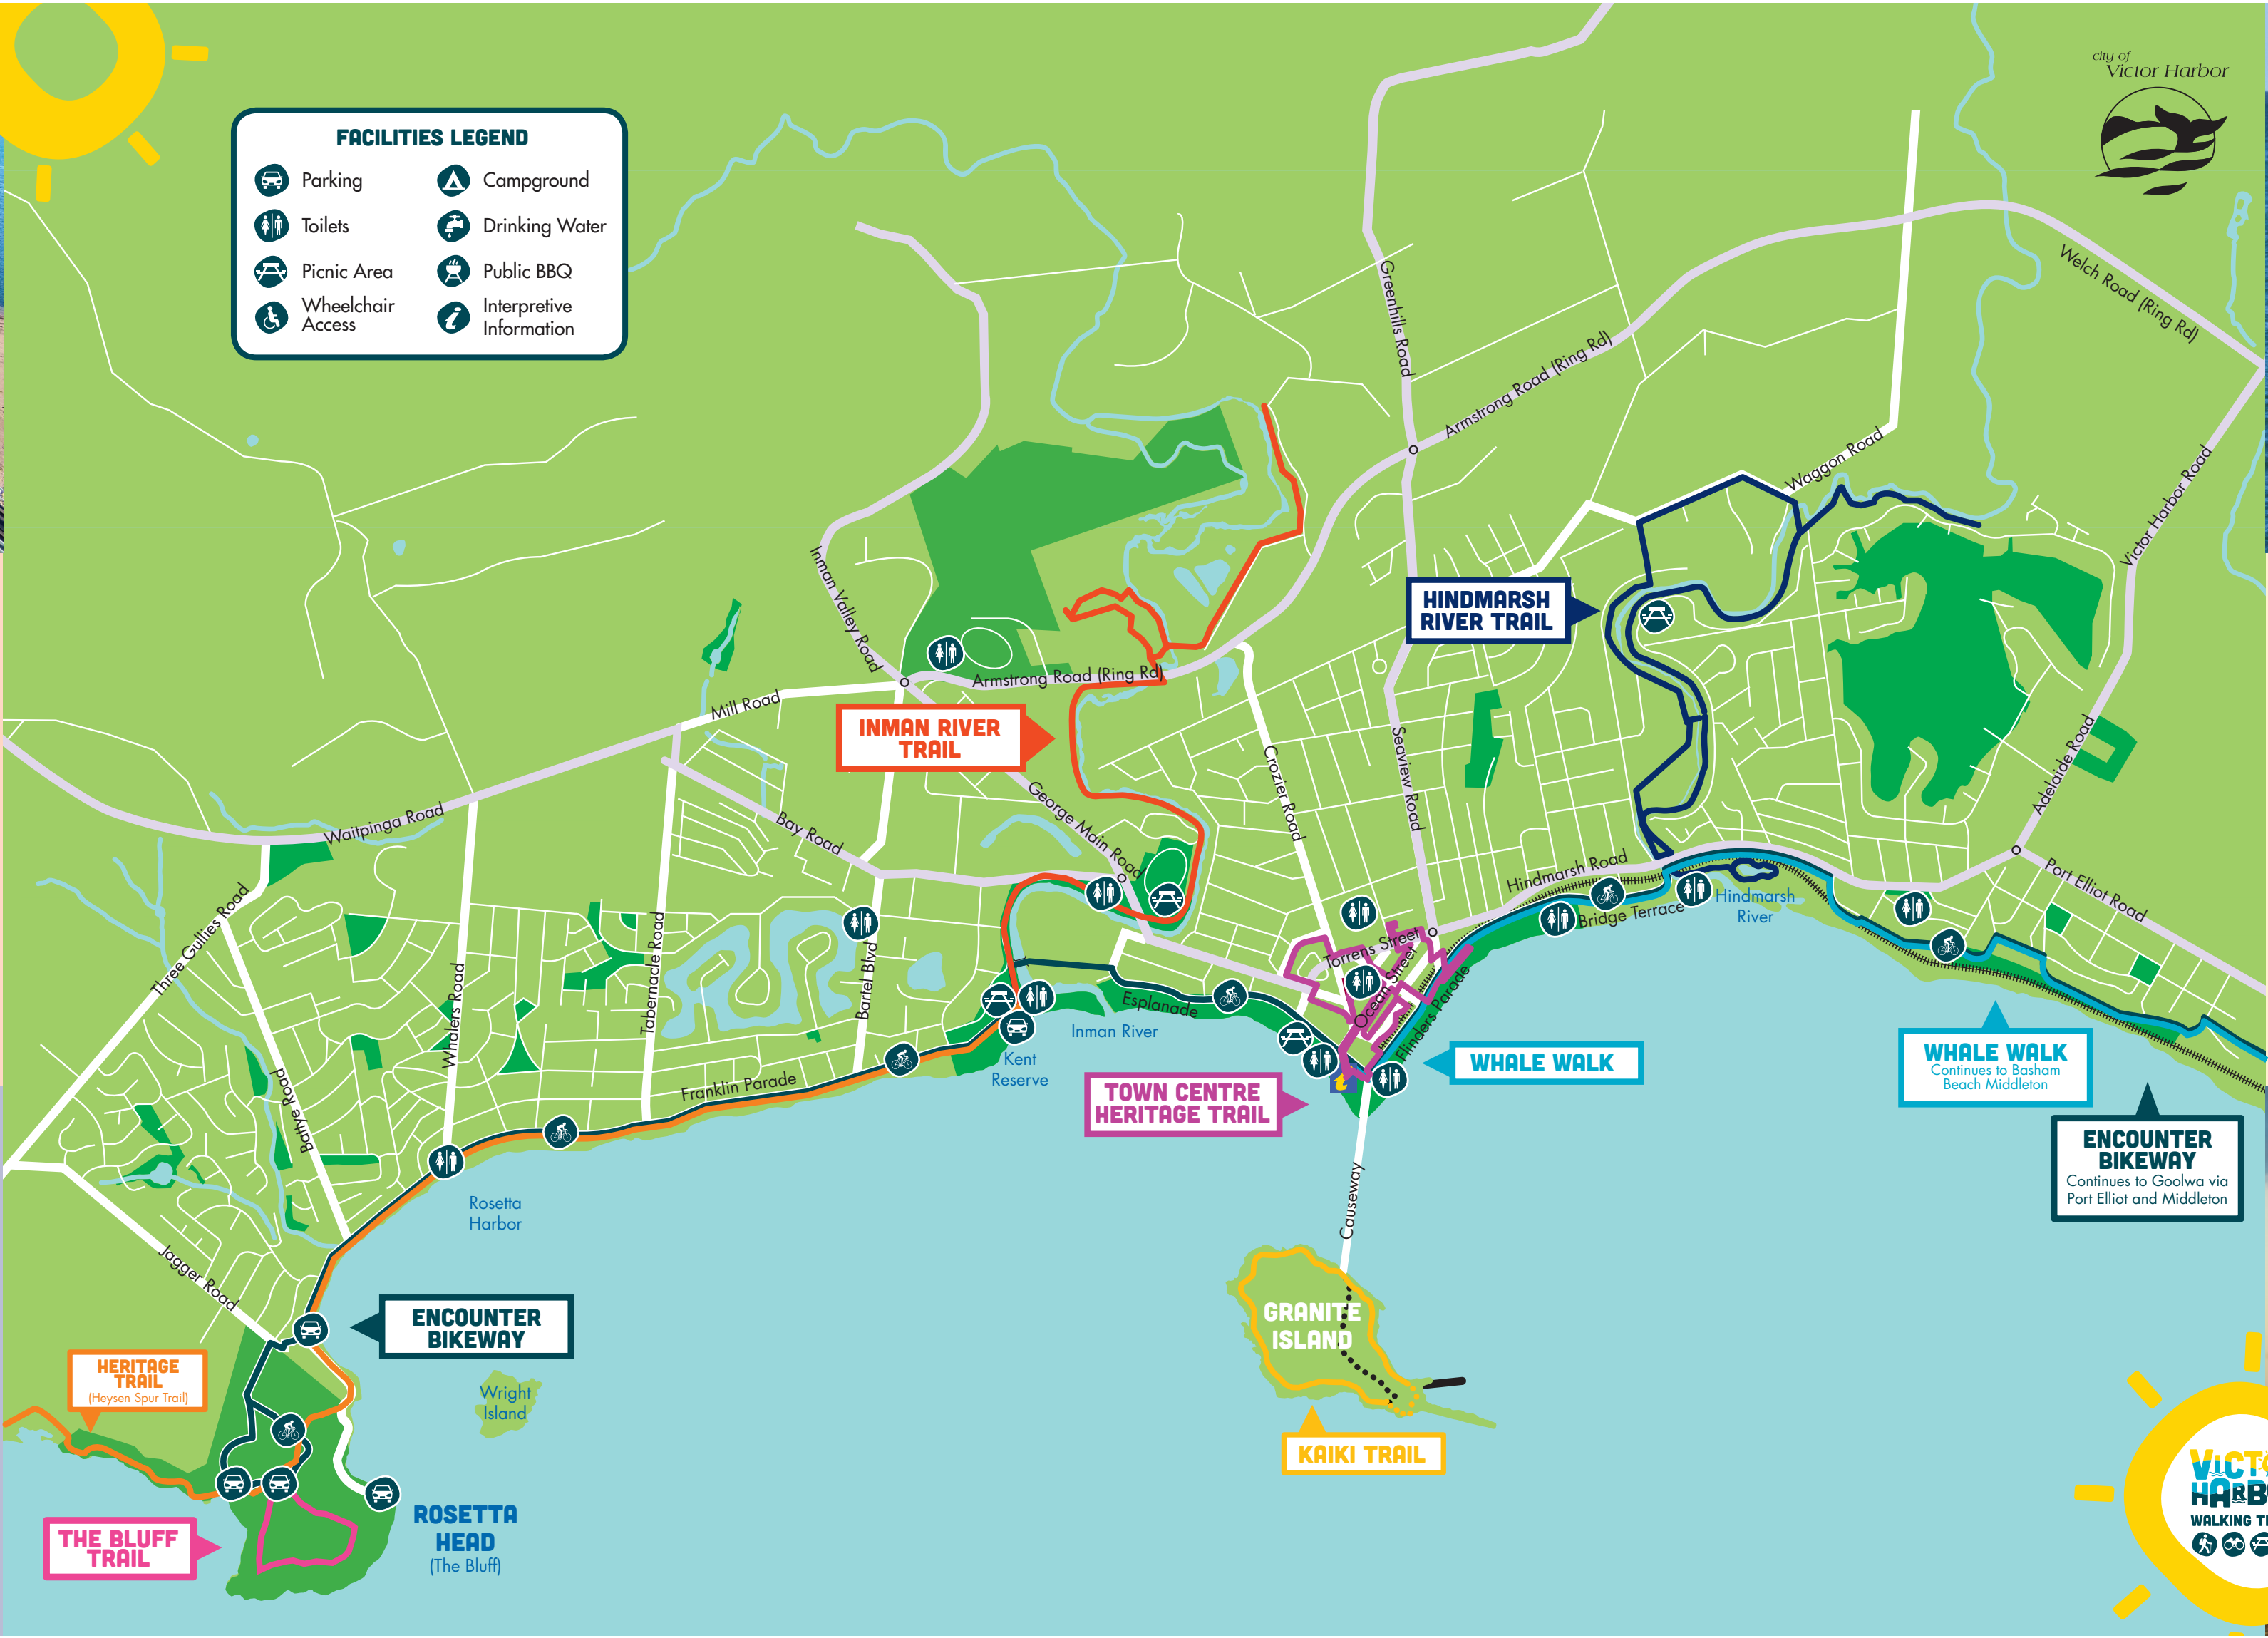 city of
Victor Harbor
FACILITIES LEGEND
Parking
Toilets
Picnic Area
Wheelchair
Access
Campground
Drinking Water
Public BBQ
Interpretive
Information
Welch Road (Ring Rd)
Greenhills Road
Armstrong Road (Ring Rd)
Waggon Road
Victor Harbor Road
Inman Valley Road
HINDMARSH
RIVER TRAIL
Armstrong Road (Ring Rd)
Mill Road
INMAN RIVER
TRAIL
Crozier Road
Seaview Road
Adelaide Road
George Main Road
Waitpinga Road
Bay Road
Hindmarsh Road
Port Elliot Road
Three Gullies Road
Whalers Road
Tabernacle Road
Bartel Blvd
Torrens Street
Ocean Street
Flinders Parade
Bridge Terrace
Hindmarsh
River
Esplanade
Inman River
Kent
Reserve
Battye Road
Franklin Parade
WHALE WALK
WHALE WALK
Continues to Basham
Beach Middleton
TOWN CENTRE
HERITAGE TRAIL
i
ENCOUNTER
BIKEWAY
Continues to Goolwa via
Port Elliot and Middleton
Causeway
Rosetta
Harbor
Jagger Road
ENCOUNTER
BIKEWAY
GRANITE
ISLAND
HERITAGE
TRAIL
(Heysen Spur Trail)
Wright
Island
KAIKI TRAIL
ROSETTA
HEAD
(The Bluff)
THE BLUFF
TRAIL
VICT
HARB
WALKING T